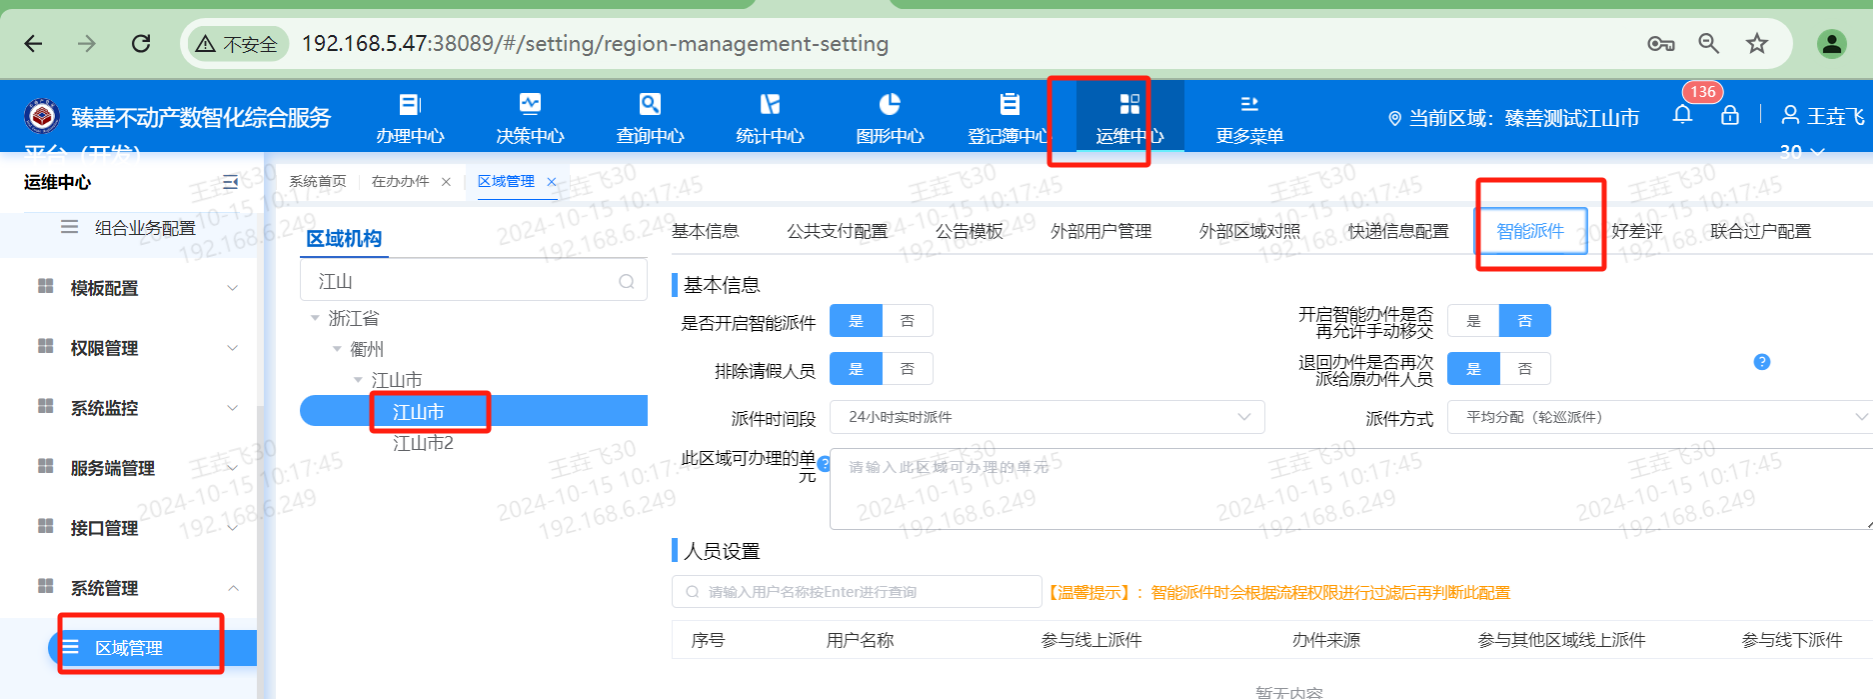 不安全 192.168.5.47:38089/#/setting/region-management-setting
臻善不动产数智化综合服务
平台（开发）
办理中心 决策中心 查询中心 统计中心 图形中心 登记簿中心 运维中心 更多菜单
当前区域：臻善测试江山市
136
王垚飞
30
运维中心
组合业务配置
模板配置
权限管理
系统监控
服务端管理
接口管理
系统管理
区域管理
系统首页 在办办件 × 区域管理 ×
区域机构
江山
浙江省
衢州
江山市
江山市
江山市2
基本信息 公共支付配置 公告模板 外部用户管理 外部区域对照 快递信息配置 智能派件 好差评 联合过户配置
基本信息
是否开启智能派件 是 否
开启智能办件是否
再允许手动移交 是 否
排除请假人员 是 否
退回办件是否再次
派给原办件人员 是 否 ?
派件时间段 24小时实时派件
派件方式 平均分配（轮巡派件）
此区域可办理的单
元 ? 请输入此区域可办理的单元
人员设置
请输入用户名称按Enter进行查询
【温馨提示】：智能派件时会根据流程权限进行过滤后再判断此配置
序号 用户名称 参与线上派件 办件来源 参与其他区域线上派件 参与线下派件
暂无内容
王垚飞30
2024-10-15 10:17:45
192.168.6.249